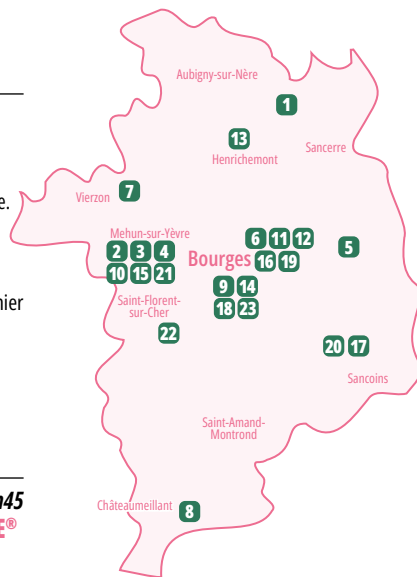 Aubigny-sur-Nère
1
13
Henrichemont
Sancerre
e.
7
Vierzon
Mehun-sur-Yèvre
2 3 4
6 11 12
5
Bourges
16 19
10 15 21
nier
Saint-Florent-
sur-Cher
9 14
18 23
22
20 17
Sancoins
Saint-Amand-
Montrond
45
Châteaumeillant
8
E®